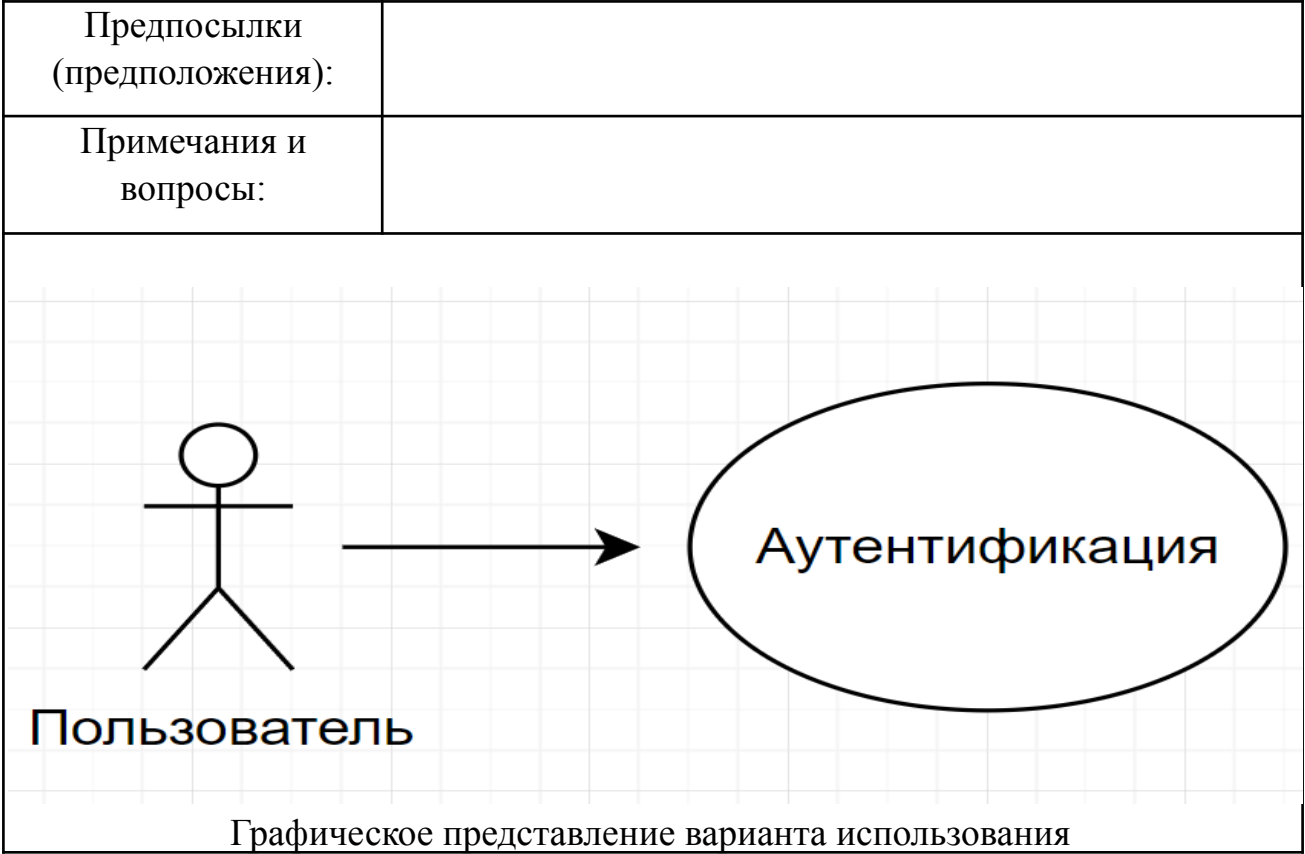 Предпосылки
(предположения):
Примечания и
вопросы:
Аутентификация
Пользователь
Графическое представление варианта использования